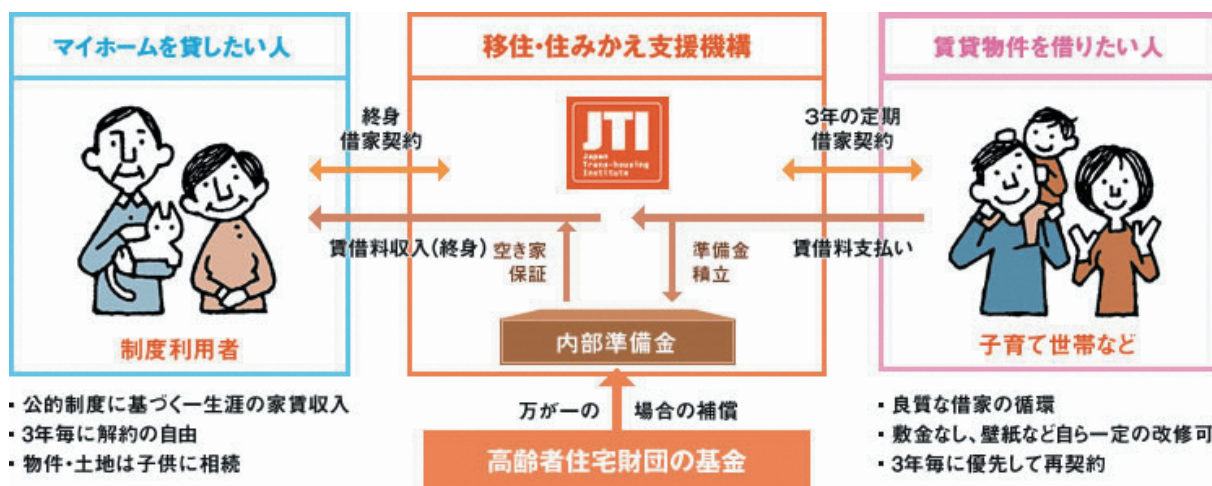 マイホームを貸したい人
移住・住みかえ支援機構
賃貸物件を借りたい人
終身
借家契約
JTI
Japan
Trans-housing
Institute
3年の定期
借家契約
賃借料収入(終身)
空き家
保証
準備金
積立
賃借料支払い
内部準備金
制度利用者
子育て世帯など
▪ 公的制度に基づく一生涯の家賃収入
▪ 3年毎に解約の自由
▪ 物件・土地は子供に相続
万が一の 場合の補償
高齢者住宅財団の基金
▪ 良質な借家の循環
▪ 敷金なし、壁紙など自ら一定の改修可
▪ 3年毎に優先して再契約